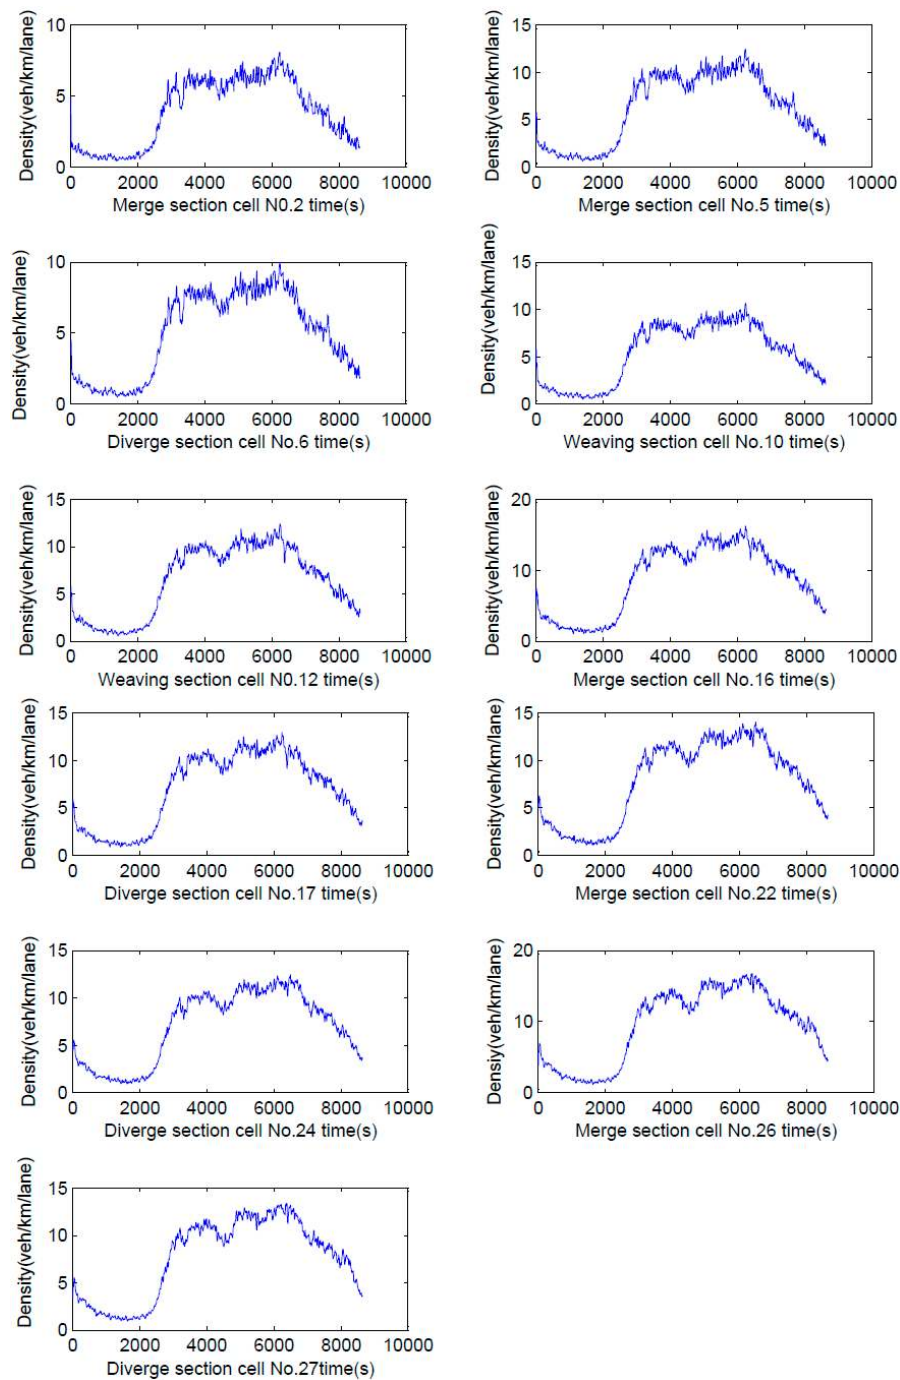 Density(veh/km/lane)
10
5
0
0 2000 4000 6000 8000 10000
Merge section cell N0.2 time(s)
Density(veh/km/lane)
15
10
5
0
0 2000 4000 6000 8000 10000
Merge section cell No.5 time(s)
Density(veh/km/lane)
10
5
0
0 2000 4000 6000 8000 10000
Diverge section cell No.6 time(s)
Density(veh/km/lane)
15
10
5
0
0 2000 4000 6000 8000 10000
Weaving section cell No.10 time(s)
Density(veh/km/lane)
15
10
5
0
0 2000 4000 6000 8000 10000
Weaving section cell N0.12 time(s)
Density(veh/km/lane)
20
10
0
0 2000 4000 6000 8000 10000
Merge section cell No.16 time(s)
Density(veh/km/lane)
15
10
5
0
0 2000 4000 6000 8000 10000
Diverge section cell No.17 time(s)
Density(veh/km/lane)
15
10
5
0
0 2000 4000 6000 8000 10000
Merge section cell No.22 time(s)
Density(veh/km/lane)
15
10
5
0
0 2000 4000 6000 8000 10000
Diverge section cell No.24 time(s)
Densiy(veh/km/lane)
20
10
0
0 2000 4000 6000 8000 10000
Merge section cell No.26 time(s)
Density(veh/km/lane)
15
10
5
0
0 2000 4000 6000 8000 10000
Diverge section cell No.27time(s)